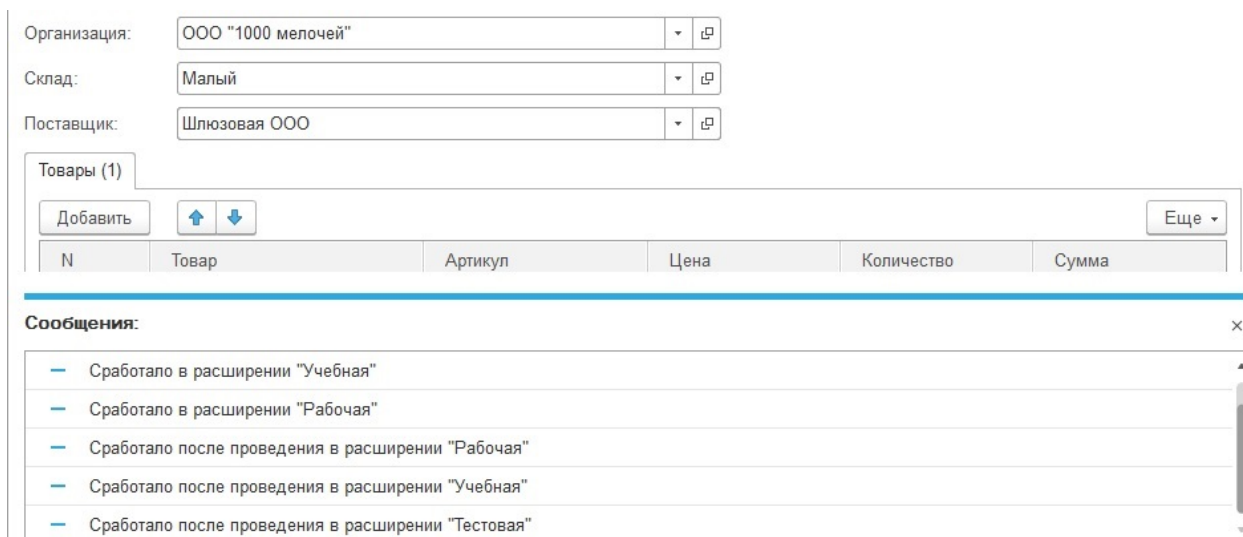 Организация: ООО "1000 мелочей"
Склад: Малый
Поставщик: Шлюзовая ООО
Товары (1)
Добавить Еще
N Товар Артикул Цена Количество Сумма
Сообщения:
Сработало в расширении "Учебная"
Сработало в расширении "Рабочая"
Сработало после проведения в расширении "Рабочая"
Сработало после проведения в расширении "Учебная"
Сработало после проведения в расширении "Тестовая"